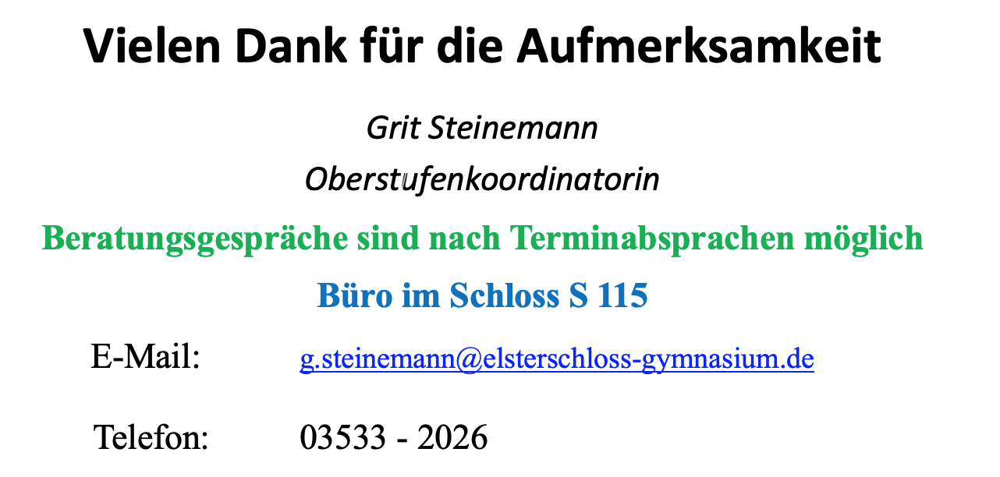 Vielen Dank für die Aufmerksamkeit
Grit Steinemann
Oberstufenkoordinatorin
Beratungsgespräche sind nach Terminabsprachen möglich
Büro im Schloss S 115
E-Mail: g.steinemann@elsterschloss-gymnasium.de
Telefon: 03533 - 2026